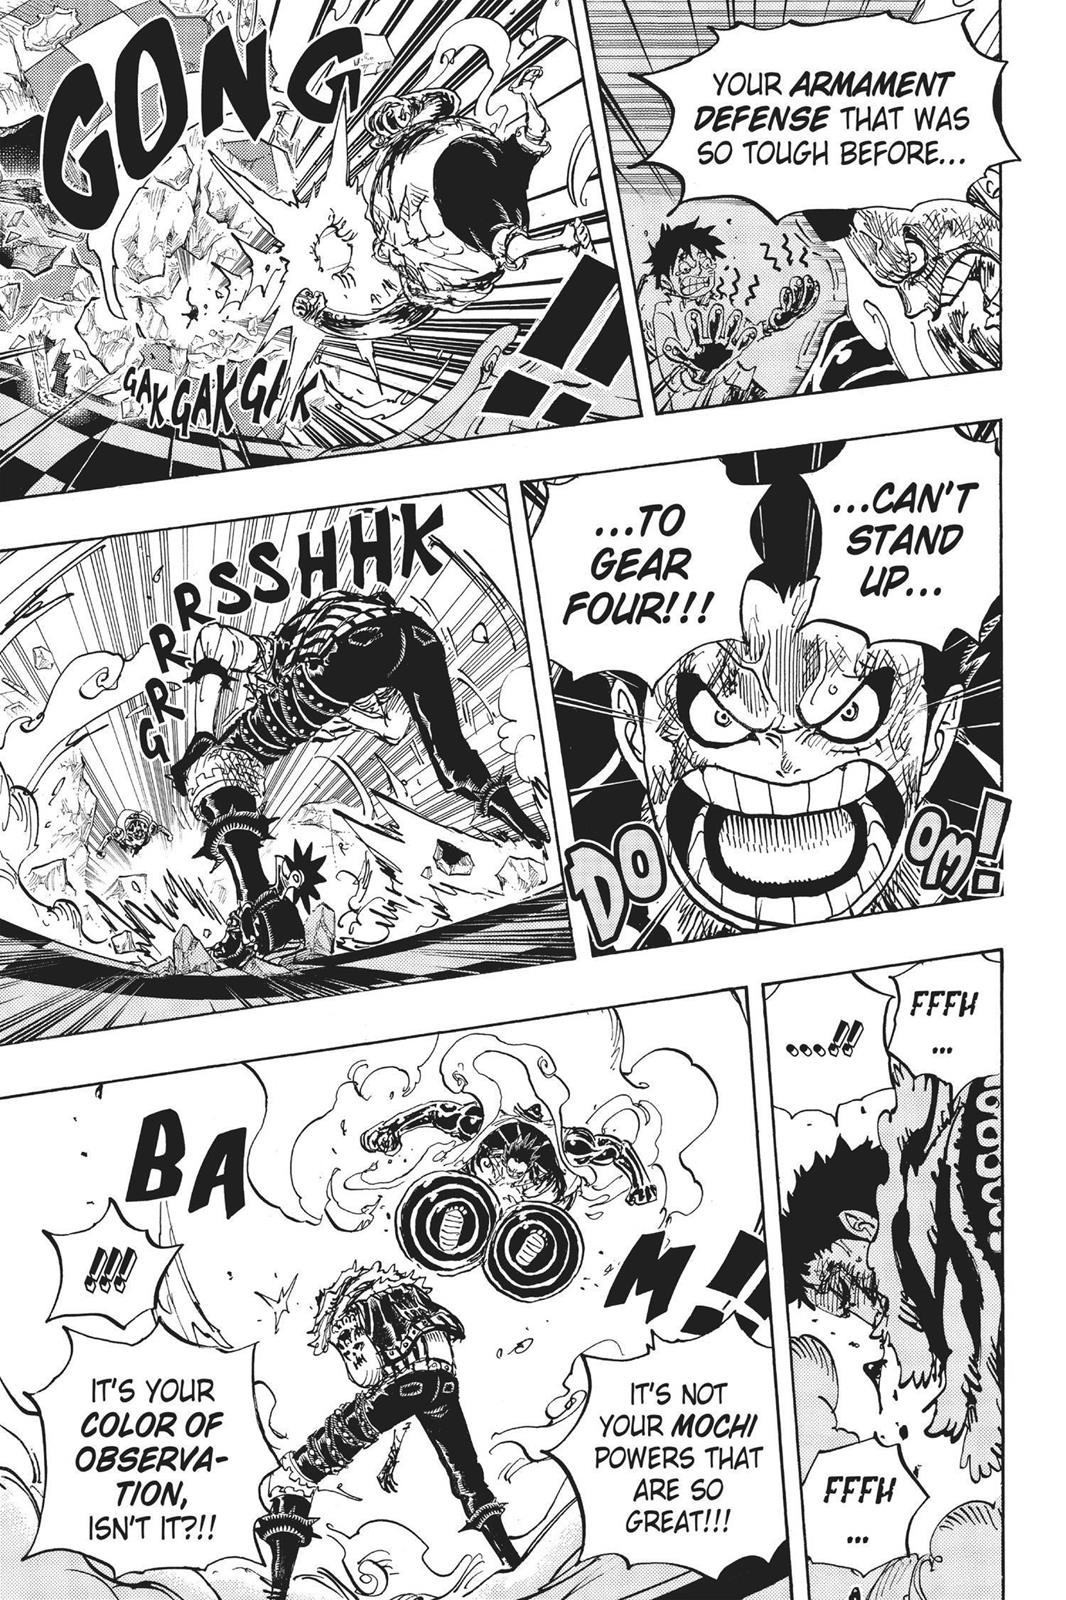 YOUR ARMAMENT
DEFENSE THAT WAS
SO TOUGH BEFORE...
GONG
!!
GAK GAK GAK
...CAN'T
STAND
UP...
...TO
GEAR
FOUR!!!
DOOM!
GRRRSSHHHK
FFFH
...
...!!
FFFH
...
BA
M!!
!!!
IT'S NOT
YOUR MOCHI
POWERS THAT
ARE SO
GREAT!!!
IT'S YOUR
COLOR OF
OBSERVA-
TION,
ISN'T IT?!!